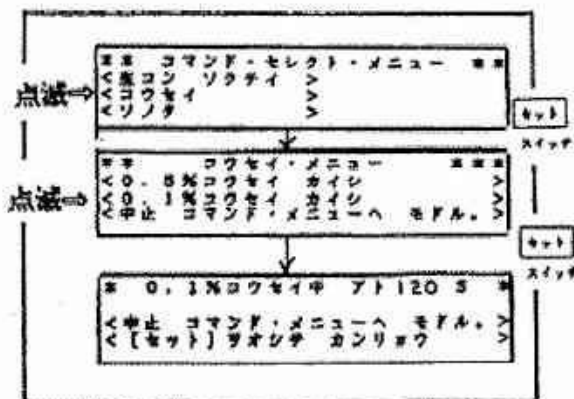 ** コマンド・セレクト・メニュー **
<生コン ソクテイ >
点滅⇒ <コウセイ >
<ソノタ >
セット
スイッチ
** コウセイ・メニュー ***
<0.5%コウセイ カイシ >
点滅⇒ <0.1%コウセイ カイシ >
<中止 コマンド・メニューヘ モドル。>
セット
スイッチ
* 0.1%コウセイ中 アト120S *
<中止 コマンド・メニューヘ モドル。>
<[セット]ヲオシテ カンリョウ >